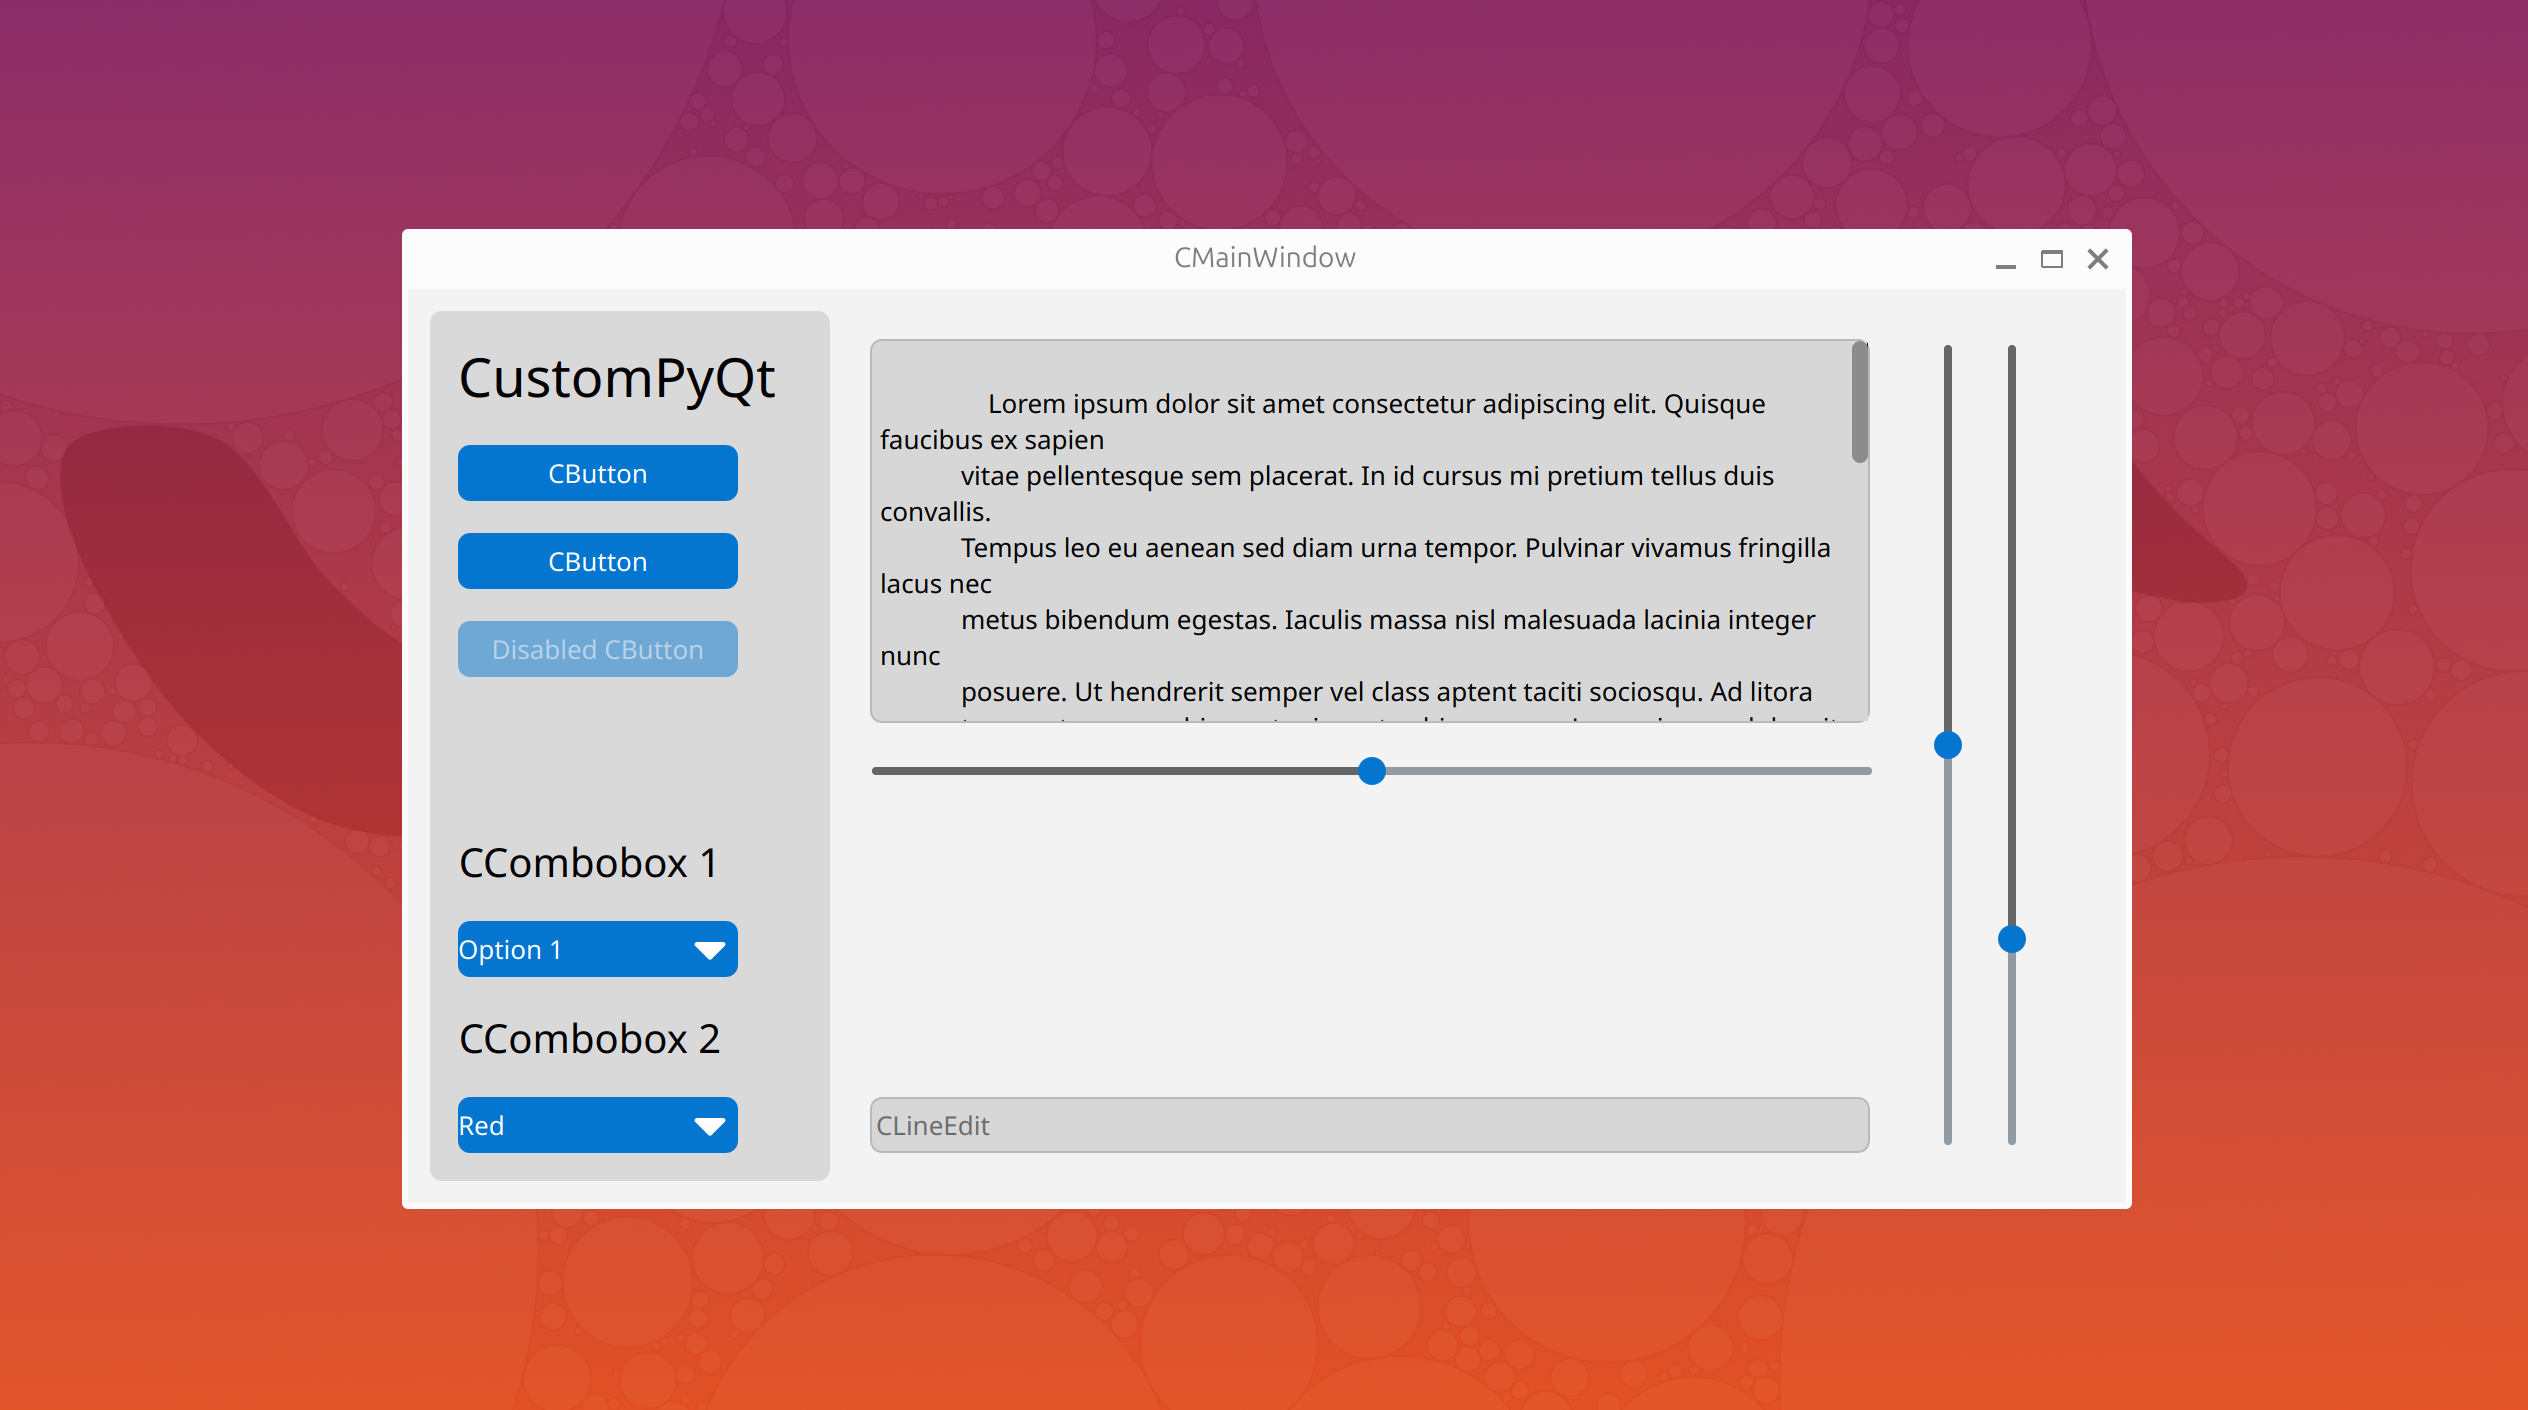 CMainWindow
CustomPyQt
CButton
CButton
Disabled CButton
CCombobox 1
Option 1
CCombobox 2
Red
Lorem ipsum dolor sit amet consectetur adipiscing elit. Quisque
faucibus ex sapien
vitae pellentesque sem placerat. In id cursus mi pretium tellus duis
convallis.
Tempus leo eu aenean sed diam urna tempor. Pulvinar vivamus fringilla
lacus nec
metus bibendum egestas. Iaculis massa nisl malesuada lacinia integer
nunc
posuere. Ut hendrerit semper vel class aptent taciti sociosqu. Ad litora
CLineEdit